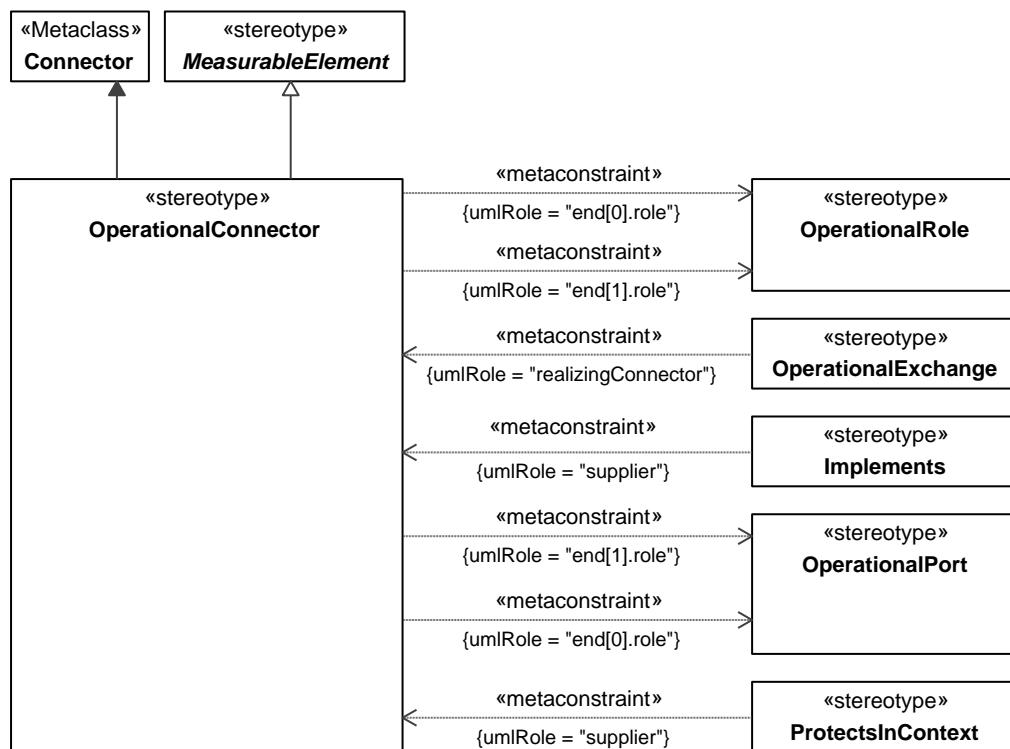 «Metaclass»
Connector
«stereotype»
MeasurableElement
«stereotype»
OperationalConnector
«metaconstraint»
{umlRole = "end[0].role"}
«metaconstraint»
{umlRole = "end[1].role"}
«stereotype»
OperationalRole
«metaconstraint»
{umlRole = "realizingConnector"}
«stereotype»
OperationalExchange
«metaconstraint»
{umlRole = "supplier"}
«stereotype»
Implements
«metaconstraint»
{umlRole = "end[1].role"}
«metaconstraint»
{umlRole = "end[0].role"}
«stereotype»
OperationalPort
«metaconstraint»
{umlRole = "supplier"}
«stereotype»
ProtectsInContext